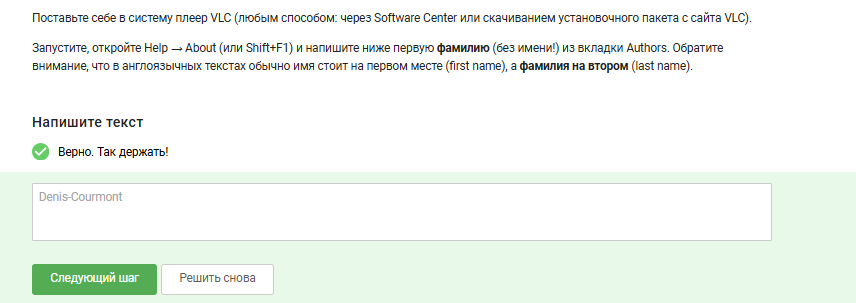 Поставьте себе в систему плеер VLC (любым способом: через Software Center или скачиванием установочного пакета с сайта VLC).
Запустите, откройте Help → About (или Shift+F1) и напишите ниже первую фамилию (без имени!) из вкладки Authors. Обратите
внимание, что в англоязычных текстах обычно имя стоит на первом месте (first name), а фамилия на втором (last name).
Напишите текст
Верно. Так держать!
Denis-Courmont
Следующий шаг Решить снова